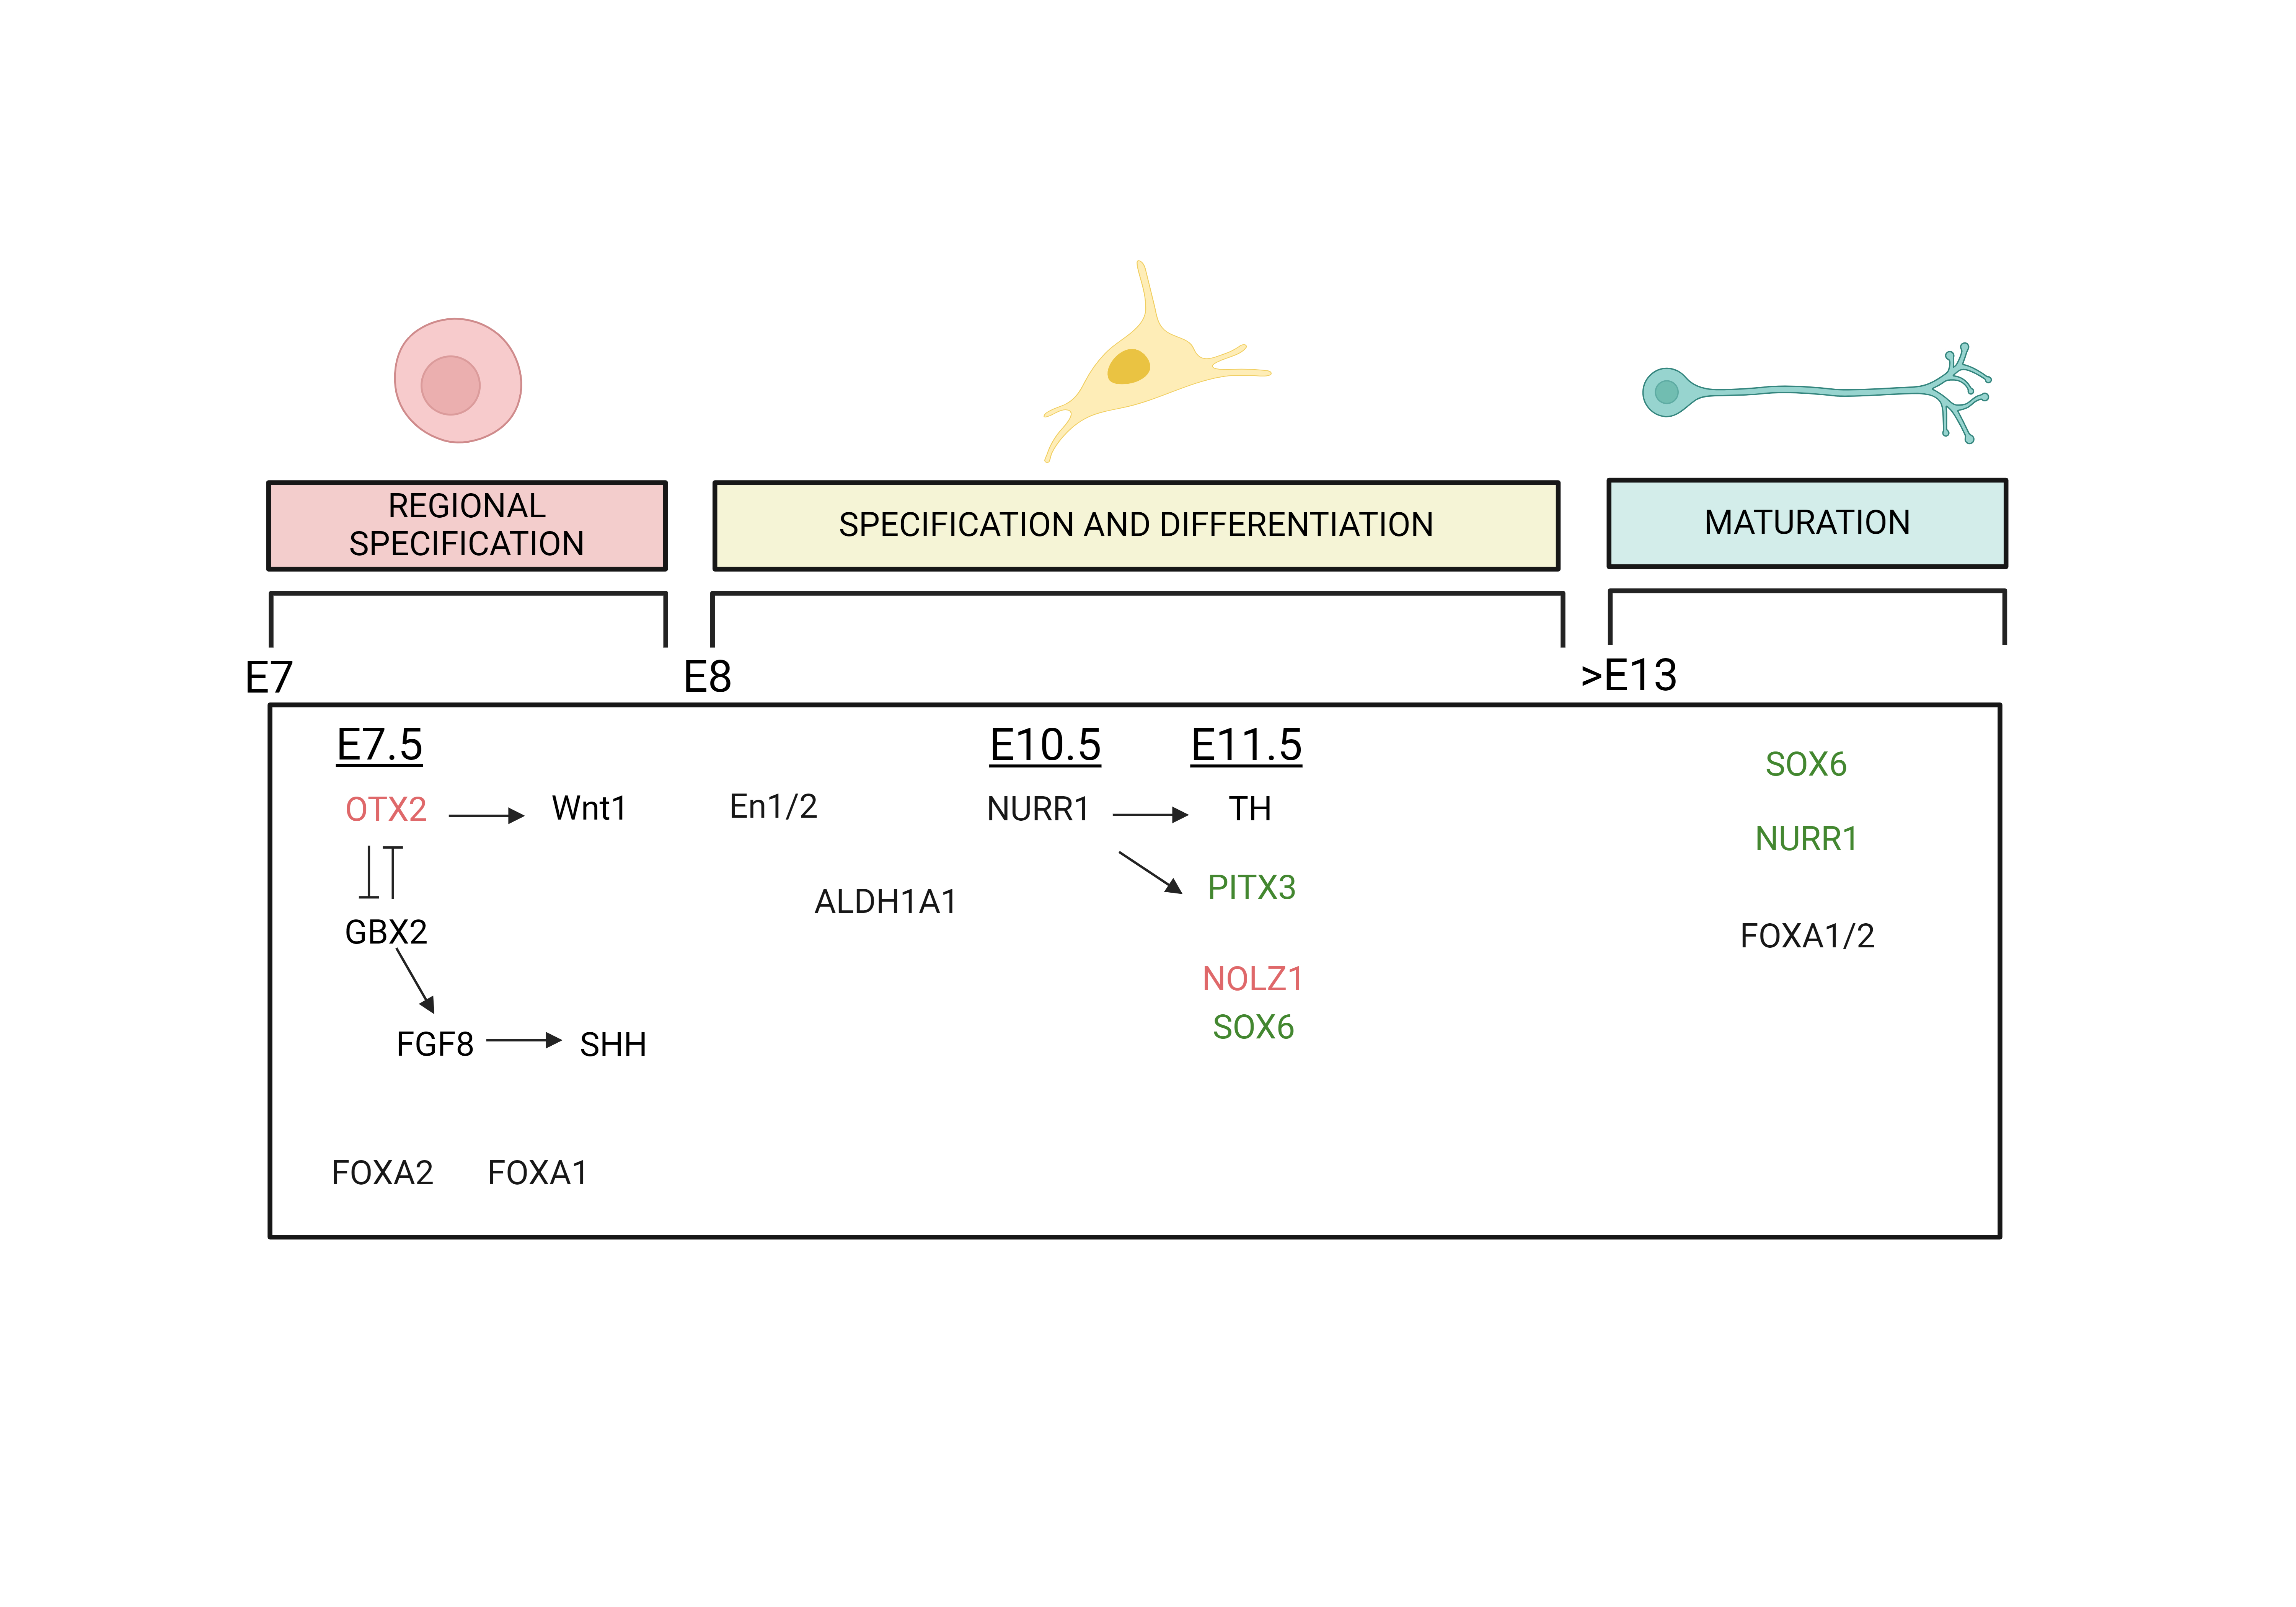 REGIONAL
SPECIFICATION
SPECIFICATION AND DIFFERENTIATION
MATURATION
E7
E8
>E13
E7.5
E10.5
E11.5
OTX2
Wnt1
En1/2
NURR1
TH
SOX6
NURR1
PITX3
ALDH1A1
GBX2
FOXA1/2
NOLZ1
SOX6
FGF8
SHH
FOXA2
FOXA1